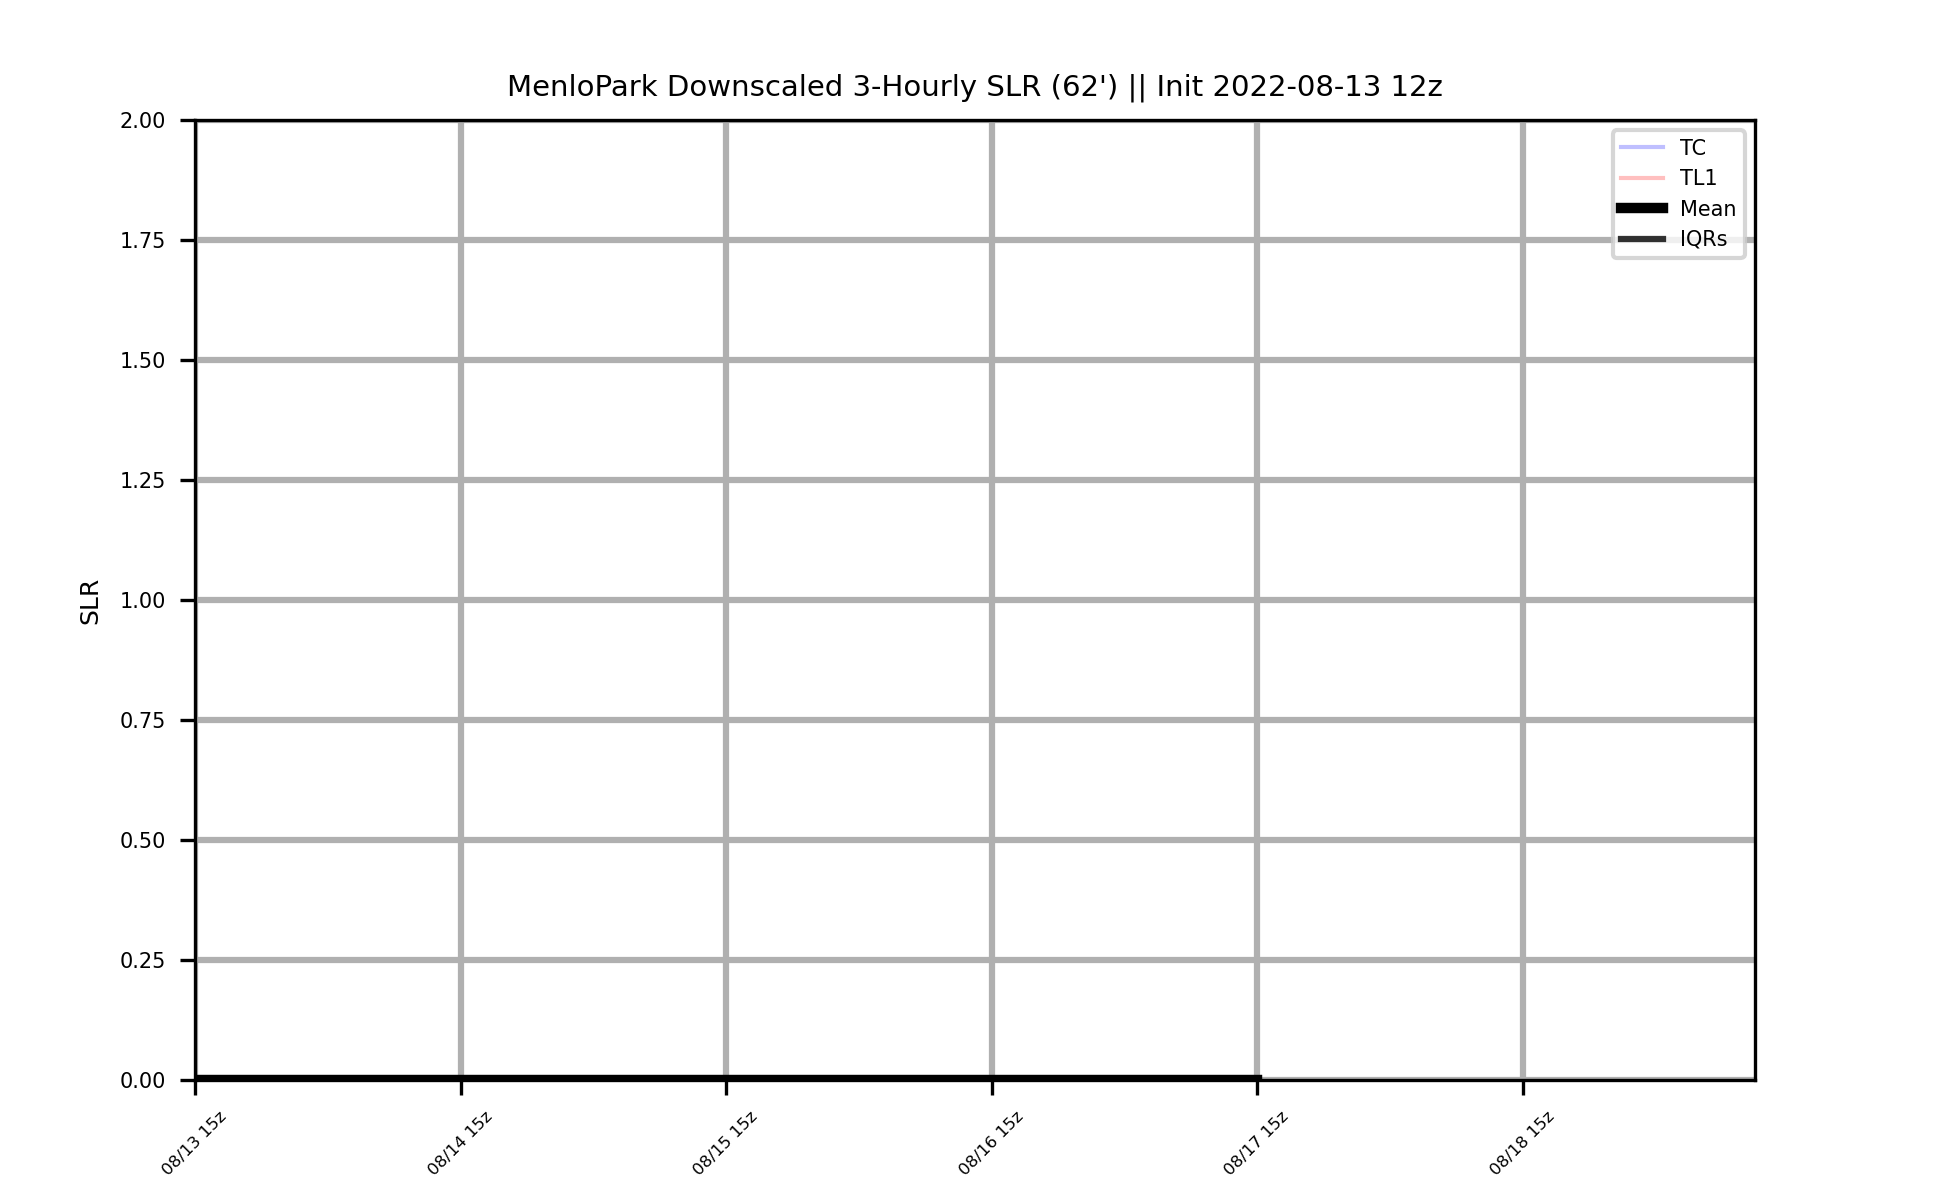 MenloPark Downscaled 3-Hourly SLR (62') || Init 2022-08-13 12z
2.00
1.75
1.50
1.25
1.00
0.75
0.50
0.25
0.00
SLR
TC
TL1
Mean
IQRs
08/13 15z
08/14 15z
08/15 15z
08/16 15z
08/17 15z
08/18 15z